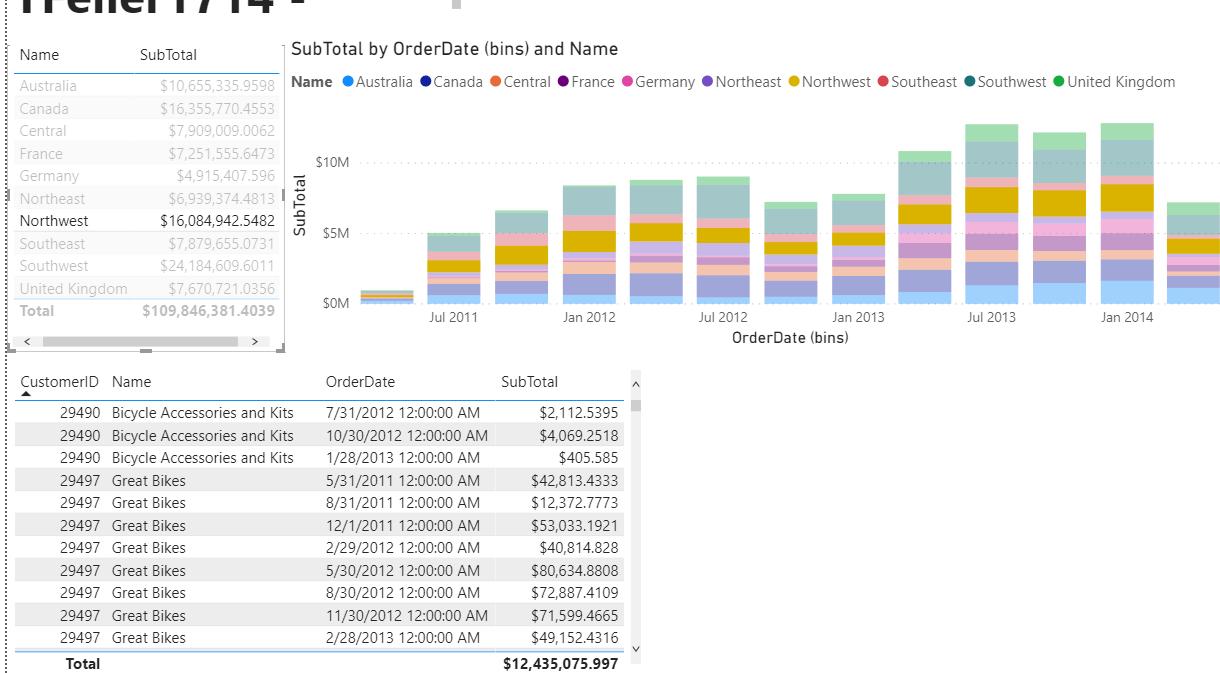 Name SubTotal
Australia $10,655,335.9598
Canada $16,355,770.4553
Central $7,909,009.0062
France $7,251,555.6473
Germany $4,915,407.596
Northeast $6,939,374.4813
Northwest $16,084,942.5482
Southeast $7,879,655.0731
Southwest $24,184,609.6011
United Kingdom $7,670,721.0356
Total $109,846,381.4039
SubTotal by OrderDate (bins) and Name
Name Australia Canada Central France Germany Northeast Northwest Southeast Southwest United Kingdom
SubTotal
$10M
$5M
$0M
Jul 2011 Jan 2012 Jul 2012 Jan 2013 Jul 2013 Jan 2014
OrderDate (bins)
CustomerID Name OrderDate SubTotal
29490 Bicycle Accessories and Kits 7/31/2012 12:00:00 AM $2,112.5395
29490 Bicycle Accessories and Kits 10/30/2012 12:00:00 AM $4,069.2518
29490 Bicycle Accessories and Kits 1/28/2013 12:00:00 AM $405.585
29497 Great Bikes 5/31/2011 12:00:00 AM $42,813.4333
29497 Great Bikes 8/31/2011 12:00:00 AM $12,372.7773
29497 Great Bikes 12/1/2011 12:00:00 AM $53,033.1921
29497 Great Bikes 2/29/2012 12:00:00 AM $40,814.828
29497 Great Bikes 5/30/2012 12:00:00 AM $80,634.8808
29497 Great Bikes 8/30/2012 12:00:00 AM $72,887.4109
29497 Great Bikes 11/30/2012 12:00:00 AM $71,599.4665
29497 Great Bikes 2/28/2013 12:00:00 AM $49,152.4316
Total $12,435,075.997